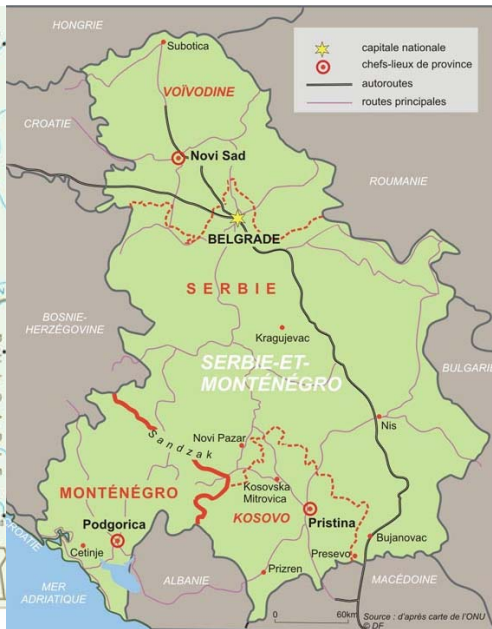 HONGRIE
Subotica
capitale nationale
chefs-lieux de province
autoroutes
routes principales
VOÏVODINE
CROATIE
Novi Sad
ROUMANIE
BELGRADE
SERBIE
BOSNIE-
HERZÉGOVINE
Kragujevac
SERBIE-ET-
MONTÉNÉGRO
BULGARIE
Nis
Sandzak
Novi Pazar
Kosovska
Mitrovica
MONTÉNÉGRO
KOSOVO
Pristina
Podgorica
Bujanovac
CROATIE
Cetinje
Presevo
ALBANIE
Prizren
MACÉDOINE
MER
ADRIATIQUE
0
60km
Source : d'après carte de l'ONU
© DF